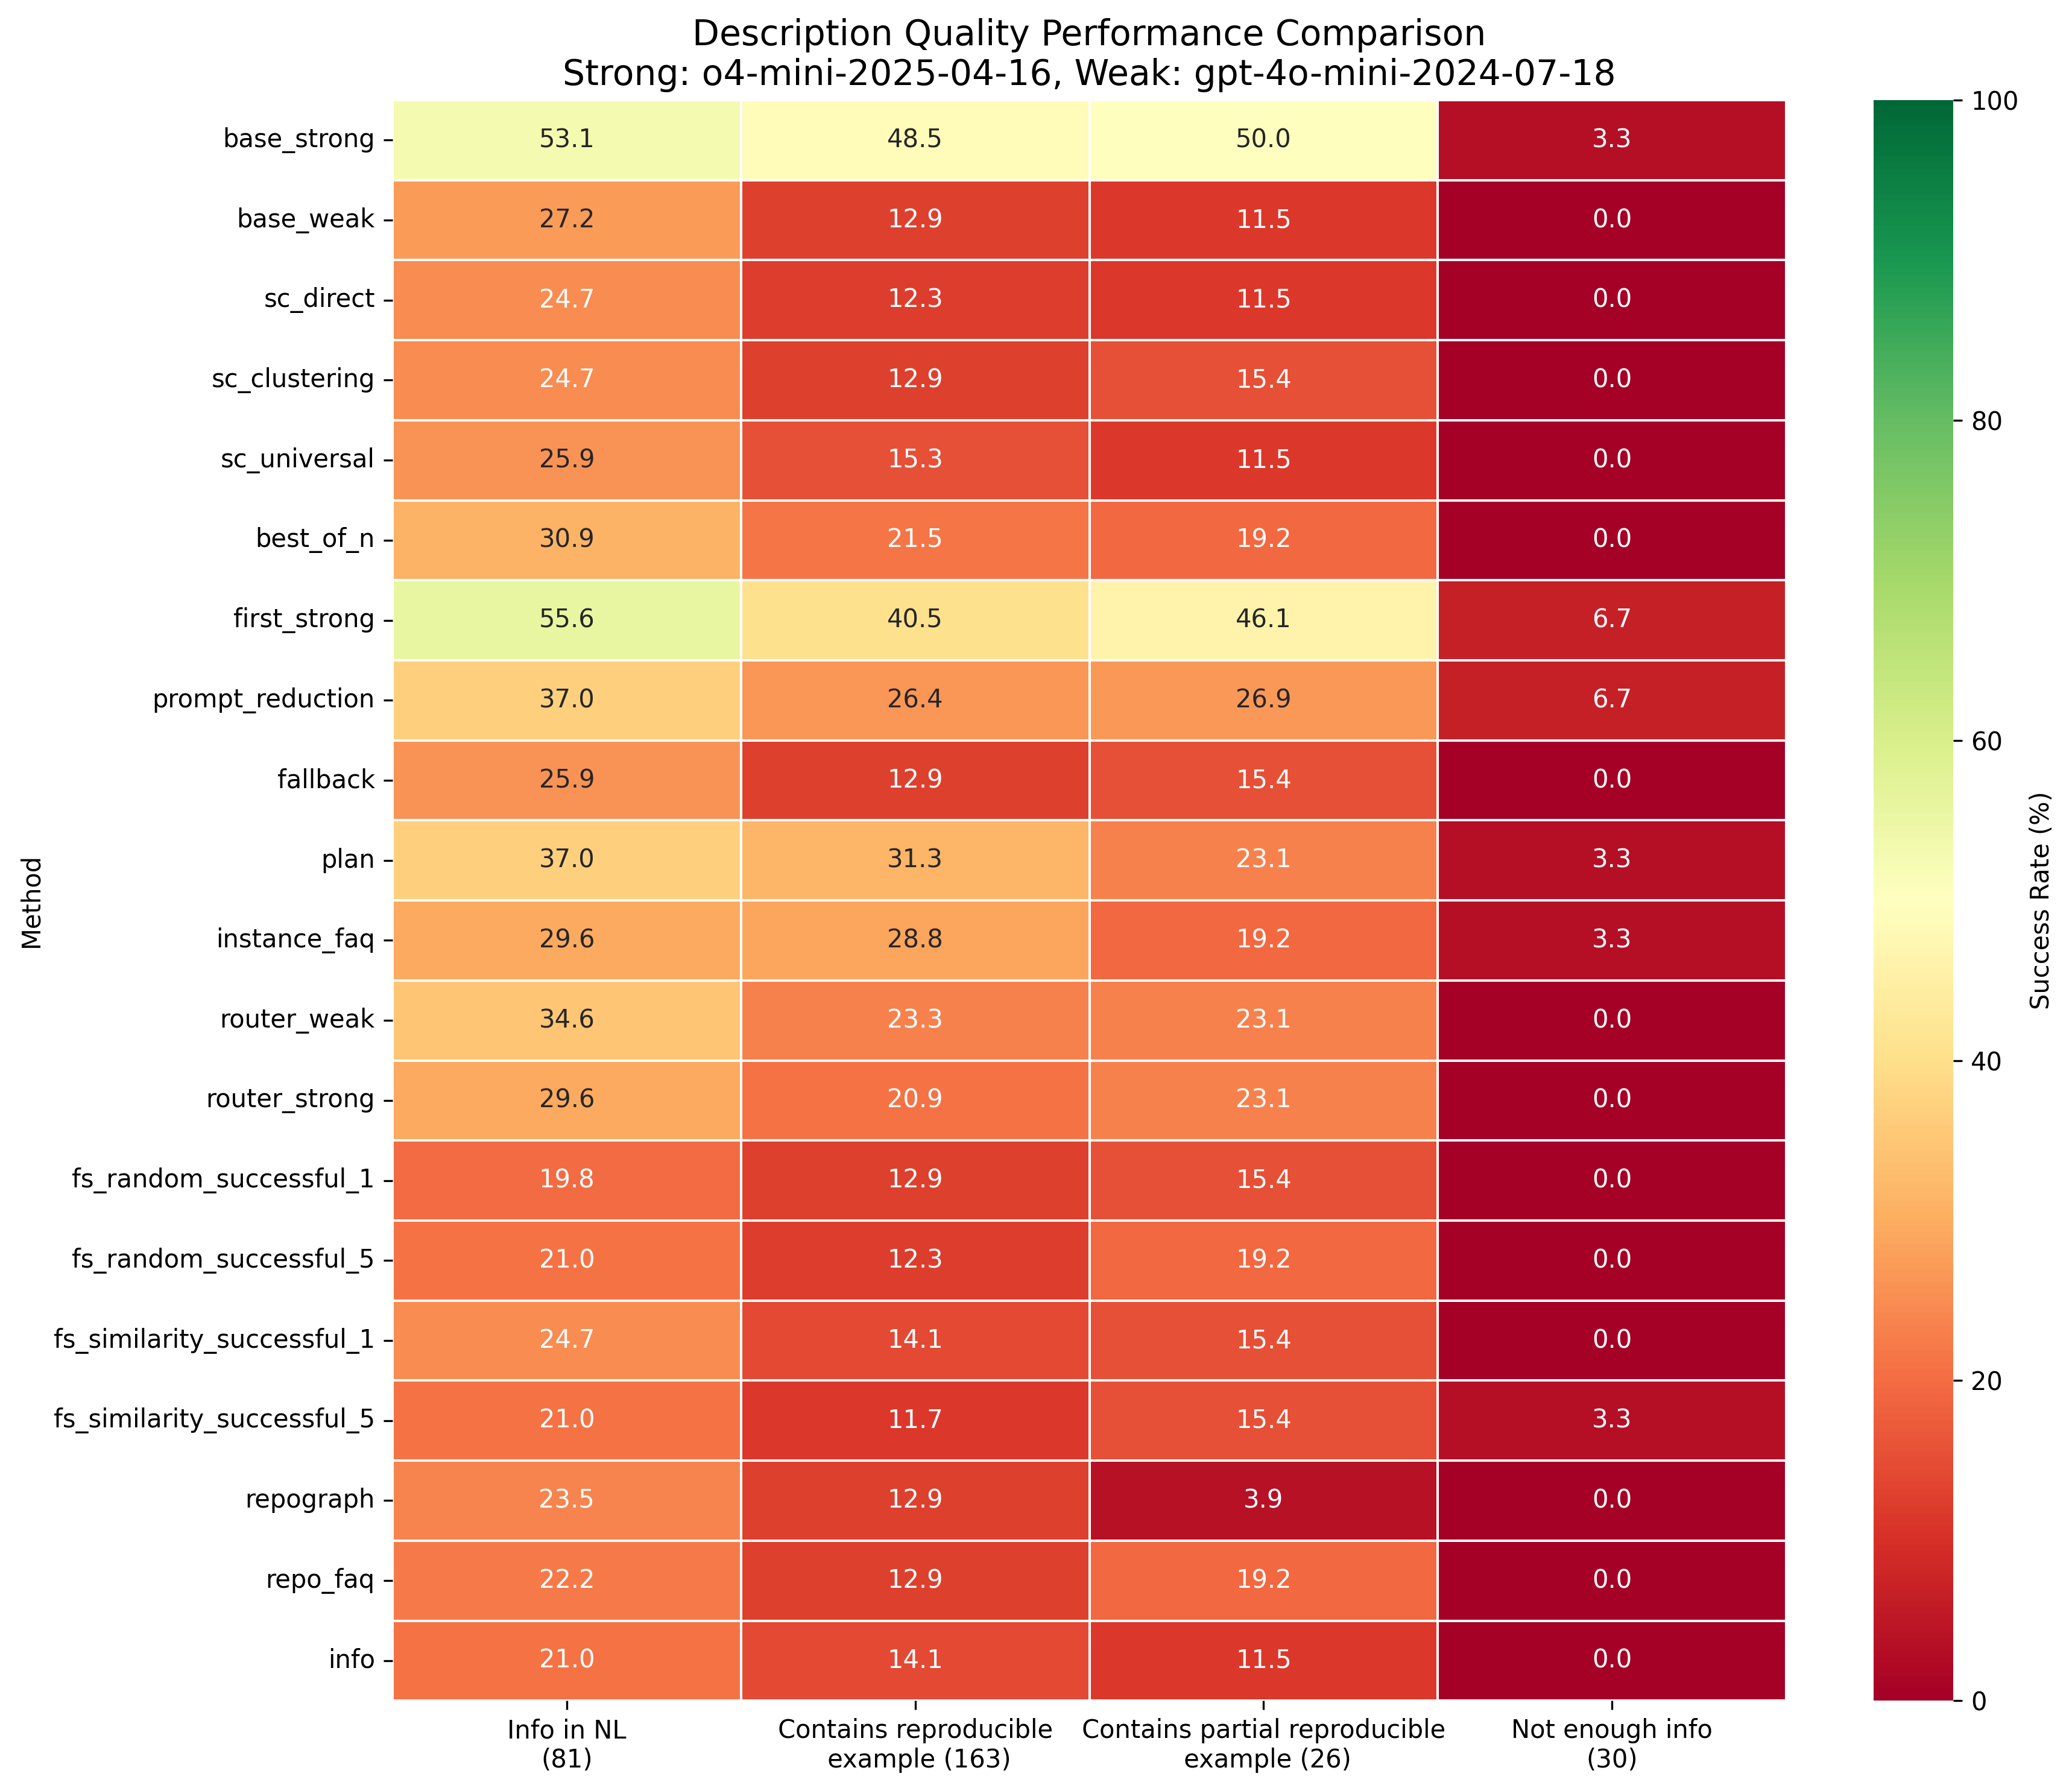 Description Quality Performance Comparison
Strong: o4-mini-2025-04-16, Weak: gpt-4o-mini-2024-07-18
Method
base_strong 53.1 48.5 50.0 3.3
base_weak 27.2 12.9 11.5 0.0
sc_direct 24.7 12.3 11.5 0.0
sc_clustering 24.7 12.9 15.4 0.0
sc_universal 25.9 15.3 11.5 0.0
best_of_n 30.9 21.5 19.2 0.0
first_strong 55.6 40.5 46.1 6.7
prompt_reduction 37.0 26.4 26.9 6.7
fallback 25.9 12.9 15.4 0.0
plan 37.0 31.3 23.1 3.3
instance_faq 29.6 28.8 19.2 3.3
router_weak 34.6 23.3 23.1 0.0
router_strong 29.6 20.9 23.1 0.0
fs_random_successful_1 19.8 12.9 15.4 0.0
fs_random_successful_5 21.0 12.3 19.2 0.0
fs_similarity_successful_1 24.7 14.1 15.4 0.0
fs_similarity_successful_5 21.0 11.7 15.4 3.3
repograph 23.5 12.9 3.9 0.0
repo_faq 22.2 12.9 19.2 0.0
info 21.0 14.1 11.5 0.0
Info in NL
(81)
Contains reproducible
example (163)
Contains partial reproducible
example (26)
Not enough info
(30)
100
80
60
40
20
0
Success Rate (%)